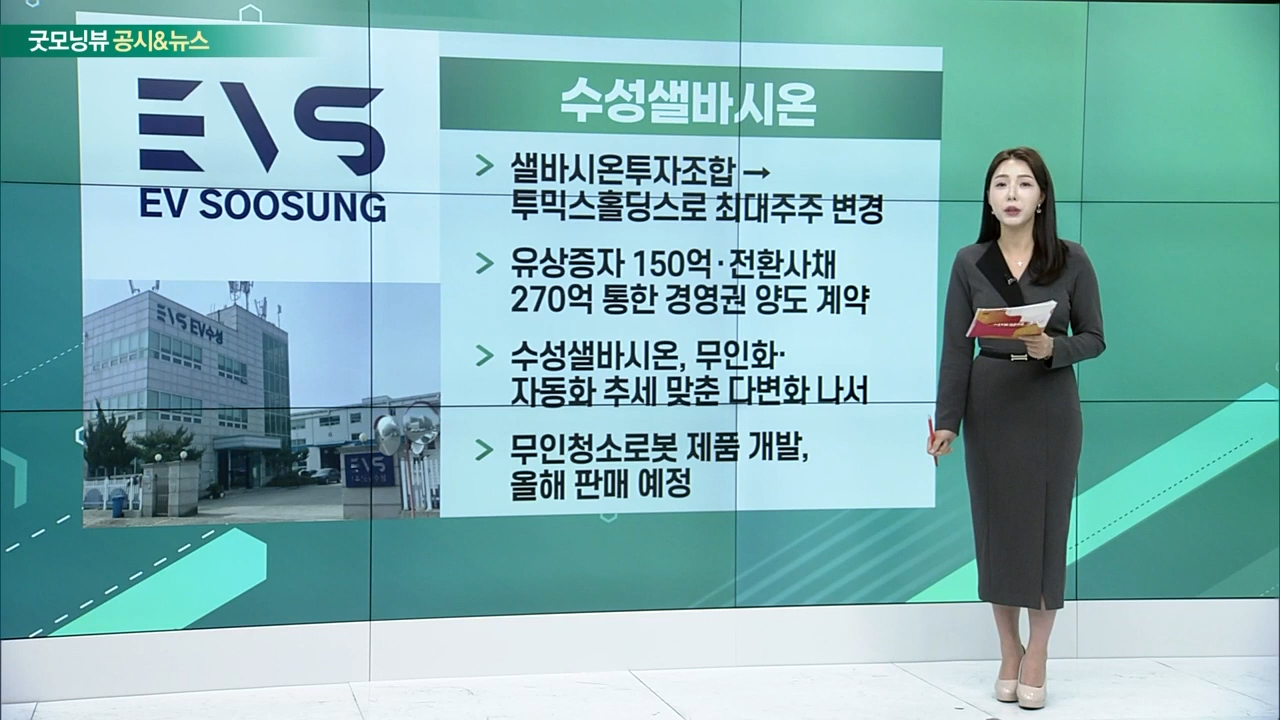 굿모닝뷰 공시&뉴스
EVS
EV SOOSUNG
EVS EV수성
EVS
수성샐바시온
샐바시온투자조합 →
투믹스홀딩스로 최대주주 변경
유상증자 150억·전환사채
270억 통한 경영권 양도 계약
수성샐바시온, 무인화·
자동화 추세 맞춘 다변화 나서
무인청소로봇 제품 개발,
올해 판매 예정